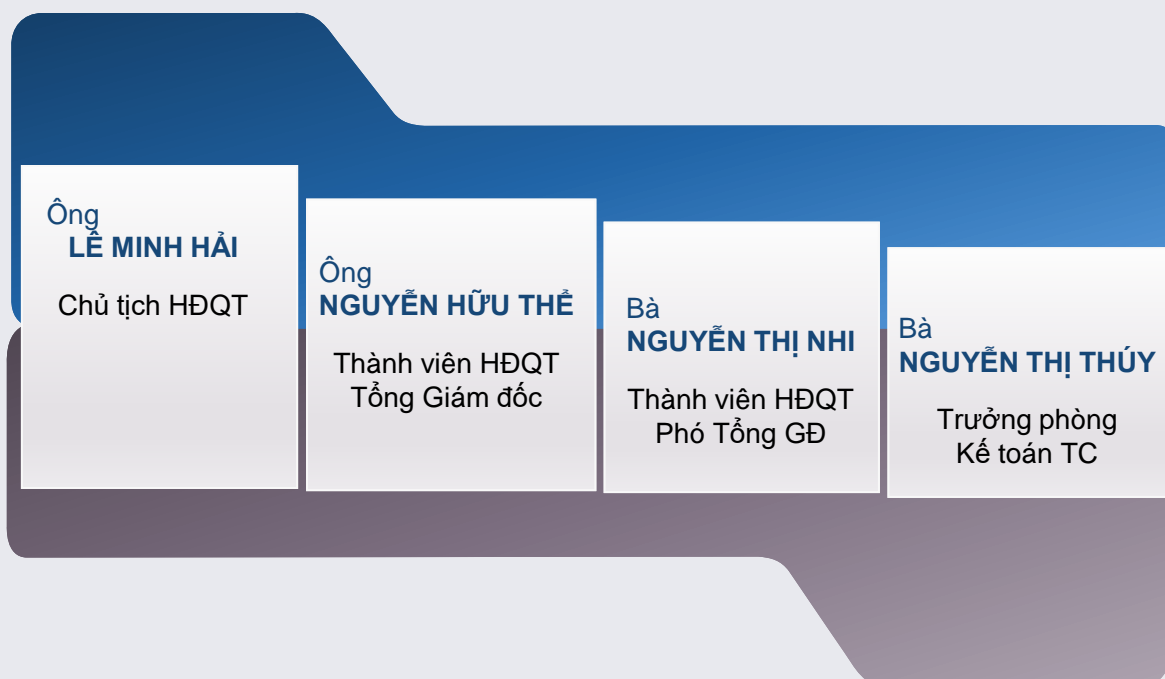 Ông
LÊ MINH HẢI
Chủ tịch HĐQT
Ông
NGUYỄN HỮU THỂ
Thành viên HĐQT
Tổng Giám đốc
Bà
NGUYỄN THỊ NHI
Thành viên HĐQT
Phó Tổng GĐ
Bà
NGUYỄN THỊ THÚY
Trưởng phòng
Kế toán TC